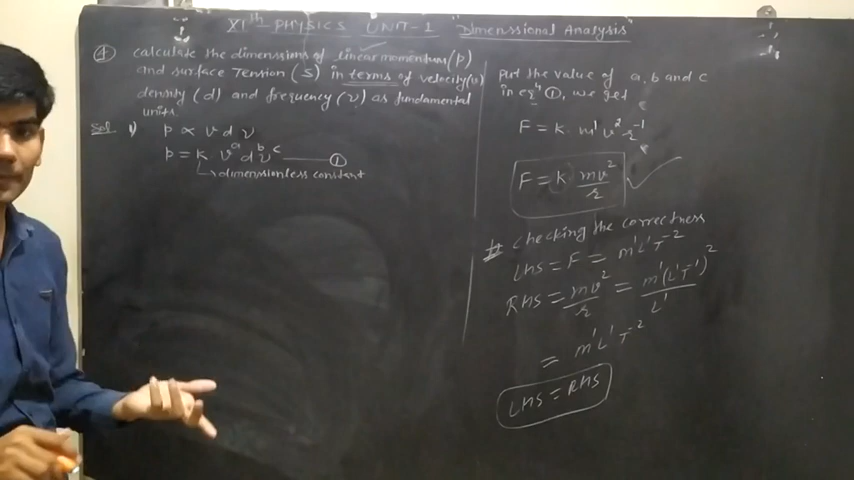 XIth PHYSICS UNIT-1 "Dimenssional Analysis"
④ calculate the dimenssions of linear momentum (p)
and surface Tension (S) in terms of velocity (v)
density (d) and frequency (ν) as fundamental
units.
Sol 1) p ∝ v d ν
p = k v^a d^b ν^c —— ①
↳ dimensionless constant
put the value of a, b and c
in eqn ①, we get
F = k. m^1 v^2 r^-1
F = k mv^2/r
# checking the correctness
LHS = F = m^1 L^1 T^-2
RHS = mv^2/r = m^1 (L^1 T^-1)^2/L^1
= m^1 L^1 T^-2
LHS = RHS